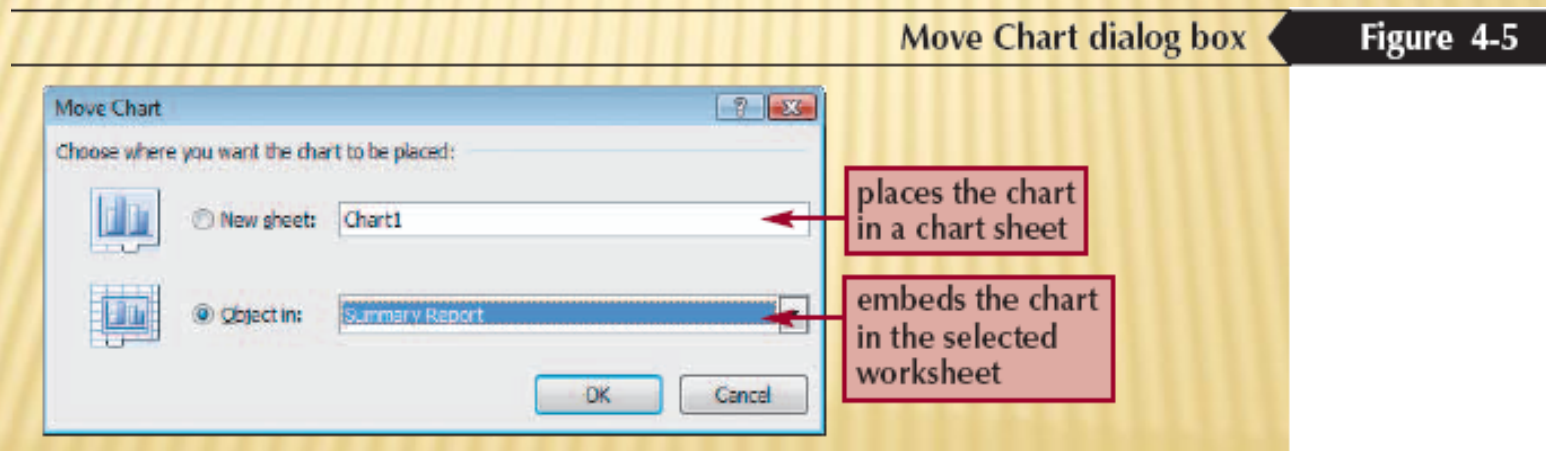 Move Chart dialog box
Figure 4-5
Move Chart
Choose where you want the chart to be placed:
New sheet: Chart1
places the chart
in a chart sheet
Object in: Summary Report
embeds the chart
in the selected
worksheet
OK Cancel